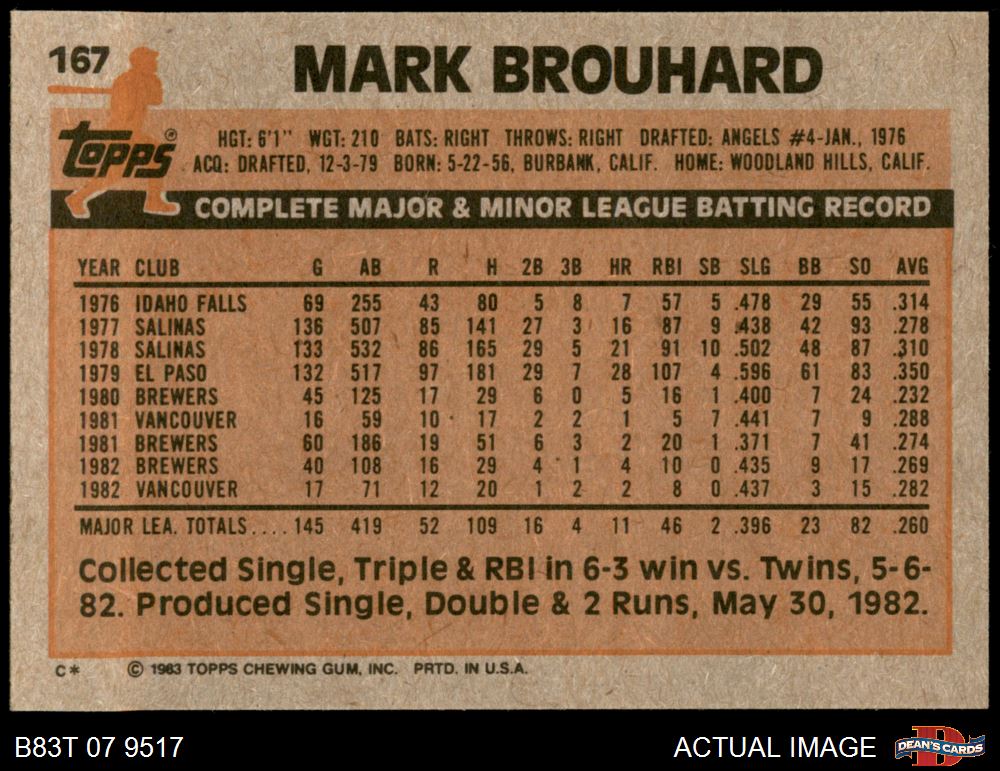 167 MARK BROUHARD
Topps®
HGT: 6'1" WGT: 210 BATS: RIGHT THROWS: RIGHT DRAFTED: ANGELS #4-JAN., 1976
ACQ: DRAFTED, 12-3-79 BORN: 5-22-56, BURBANK, CALIF. HOME: WOODLAND HILLS, CALIF.
COMPLETE MAJOR & MINOR LEAGUE BATTING RECORD
YEAR CLUB G AB R H 2B 3B HR RBI SB SLG BB SO AVG
1976 IDAHO FALLS 69 255 43 80 5 8 7 57 5 .478 29 55 .314
1977 SALINAS 136 507 85 141 27 3 16 87 9 .438 42 93 .278
1978 SALINAS 133 532 86 165 29 5 21 91 10 .502 48 87 .310
1979 EL PASO 132 517 97 181 29 7 28 107 4 .596 61 83 .350
1980 BREWERS 45 125 17 29 6 0 5 16 1 .400 7 24 .232
1981 VANCOUVER 16 59 10 17 2 2 1 5 7 .441 7 9 .288
1981 BREWERS 60 186 19 51 6 3 2 20 1 .371 7 41 .274
1982 BREWERS 40 108 16 29 4 1 4 10 0 .435 9 17 .269
1982 VANCOUVER 17 71 12 20 1 2 2 8 0 .437 3 15 .282
MAJOR LEA. TOTALS.... 145 419 52 109 16 4 11 46 2 .396 23 82 .260
Collected Single, Triple & RBI in 6-3 win vs. Twins, 5-6-
82. Produced Single, Double & 2 Runs, May 30, 1982.
C* © 1983 TOPPS CHEWING GUM, INC. PRTD. IN U.S.A.
B83T 07 9517 ACTUAL IMAGE DEAN'S CARDS